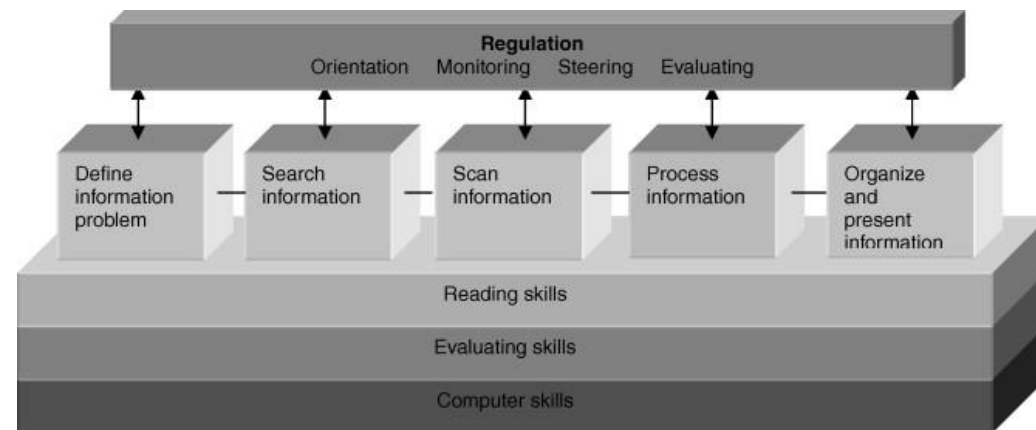 Regulation
Orientation Monitoring Steering Evaluating
Define
information
problem
Search
information
Scan
information
Process
information
Organize
and
present
information
Reading skills
Evaluating skills
Computer skills